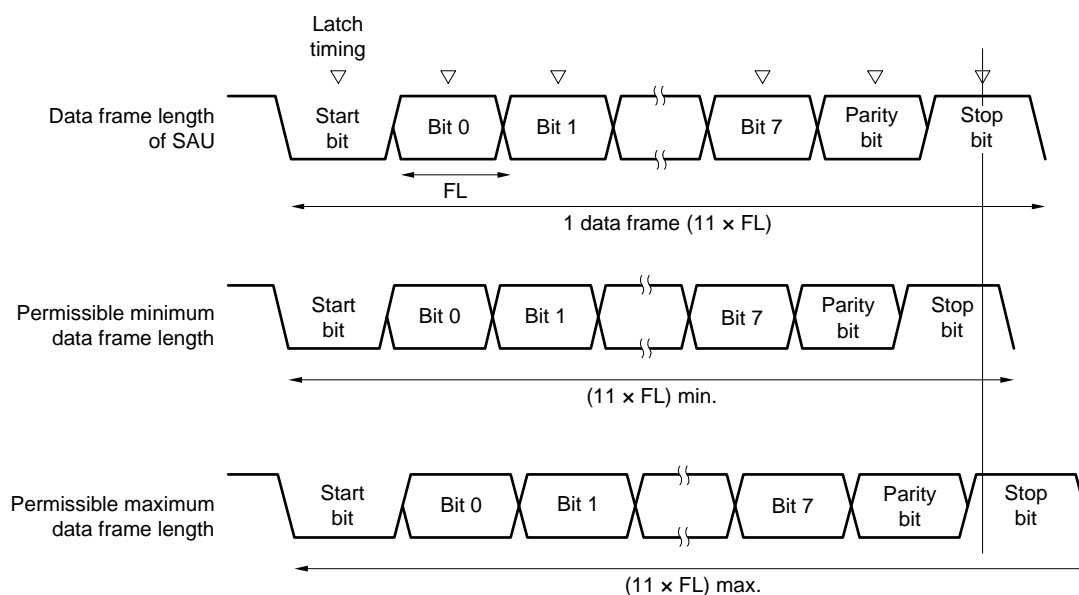 Latch
timing
Data frame length
of SAU
Start
bit
Bit 0
Bit 1
Bit 7
Parity
bit
Stop
bit
FL
1 data frame (11 × FL)
Permissible minimum
data frame length
Start
bit
Bit 0
Bit 1
Bit 7
Parity
bit
Stop
bit
(11 × FL) min.
Permissible maximum
data frame length
Start
bit
Bit 0
Bit 1
Bit 7
Parity
bit
Stop
bit
(11 × FL) max.